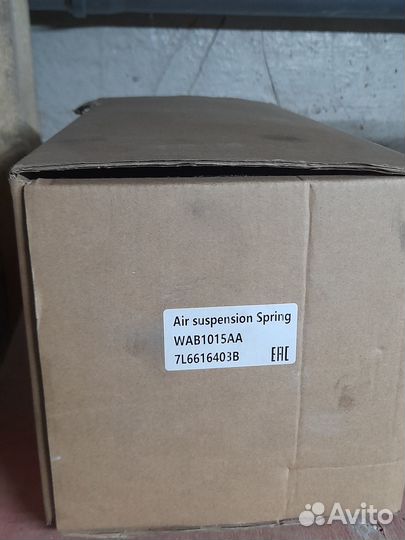 Air suspension Spring
WAB1015AA
7L6616403B EAC
Avito